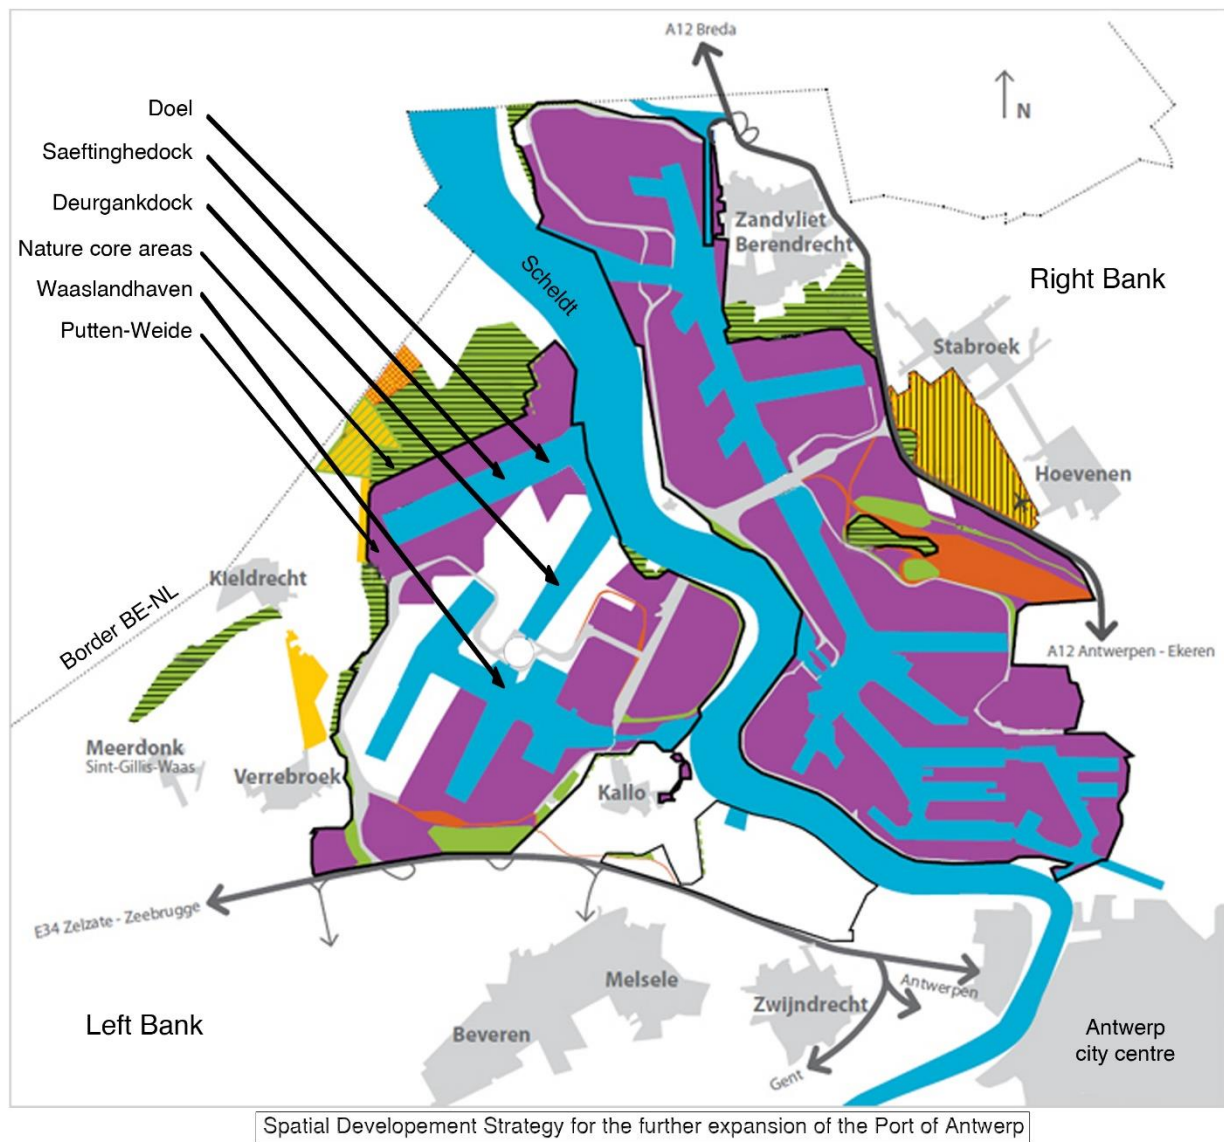 A12 Breda
N
Doel
Saeftinghedock
Deurgankdock
Nature core areas
Waaslandhaven
Putten-Weide
Zandvliet
Berendrecht
Scheldt
Right Bank
Stabroek
Hoevenen
Kieldrecht
Border BE-NL
A12 Antwerpen - Ekeren
Meerdonk
Sint-Gillis-Waas
Verrebroek
Kallo
E34 Zelzate - Zeebrugge
Melsele
Antwerpen
Zwijndrecht
Left Bank
Beveren
Gent
Antwerp
city centre
Spatial Developement Strategy for the further expansion of the Port of Antwerp